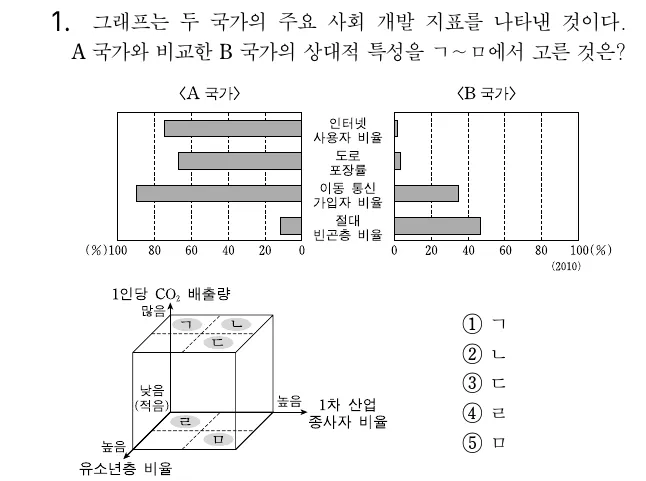 1. 그래프는 두 국가의 주요 사회 개발 지표를 나타낸 것이다.
A 국가와 비교한 B 국가의 상대적 특성을 ㄱ~ㅁ에서 고른 것은?
〈A 국가〉
〈B 국가〉
인터넷
사용자 비율
도로
포장률
이동 통신
가입자 비율
절대
빈곤층 비율
(%)100 80 60 40 20 0
0 20 40 60 80 100(%)
(2010)
1인당 CO₂ 배출량
많음
ㄱ ㄴ
ㄷ
낮음
(적음)
높음
1차 산업
종사자 비율
ㄹ
ㅁ
높음
유소년층 비율
① ㄱ
② ㄴ
③ ㄷ
④ ㄹ
⑤ ㅁ